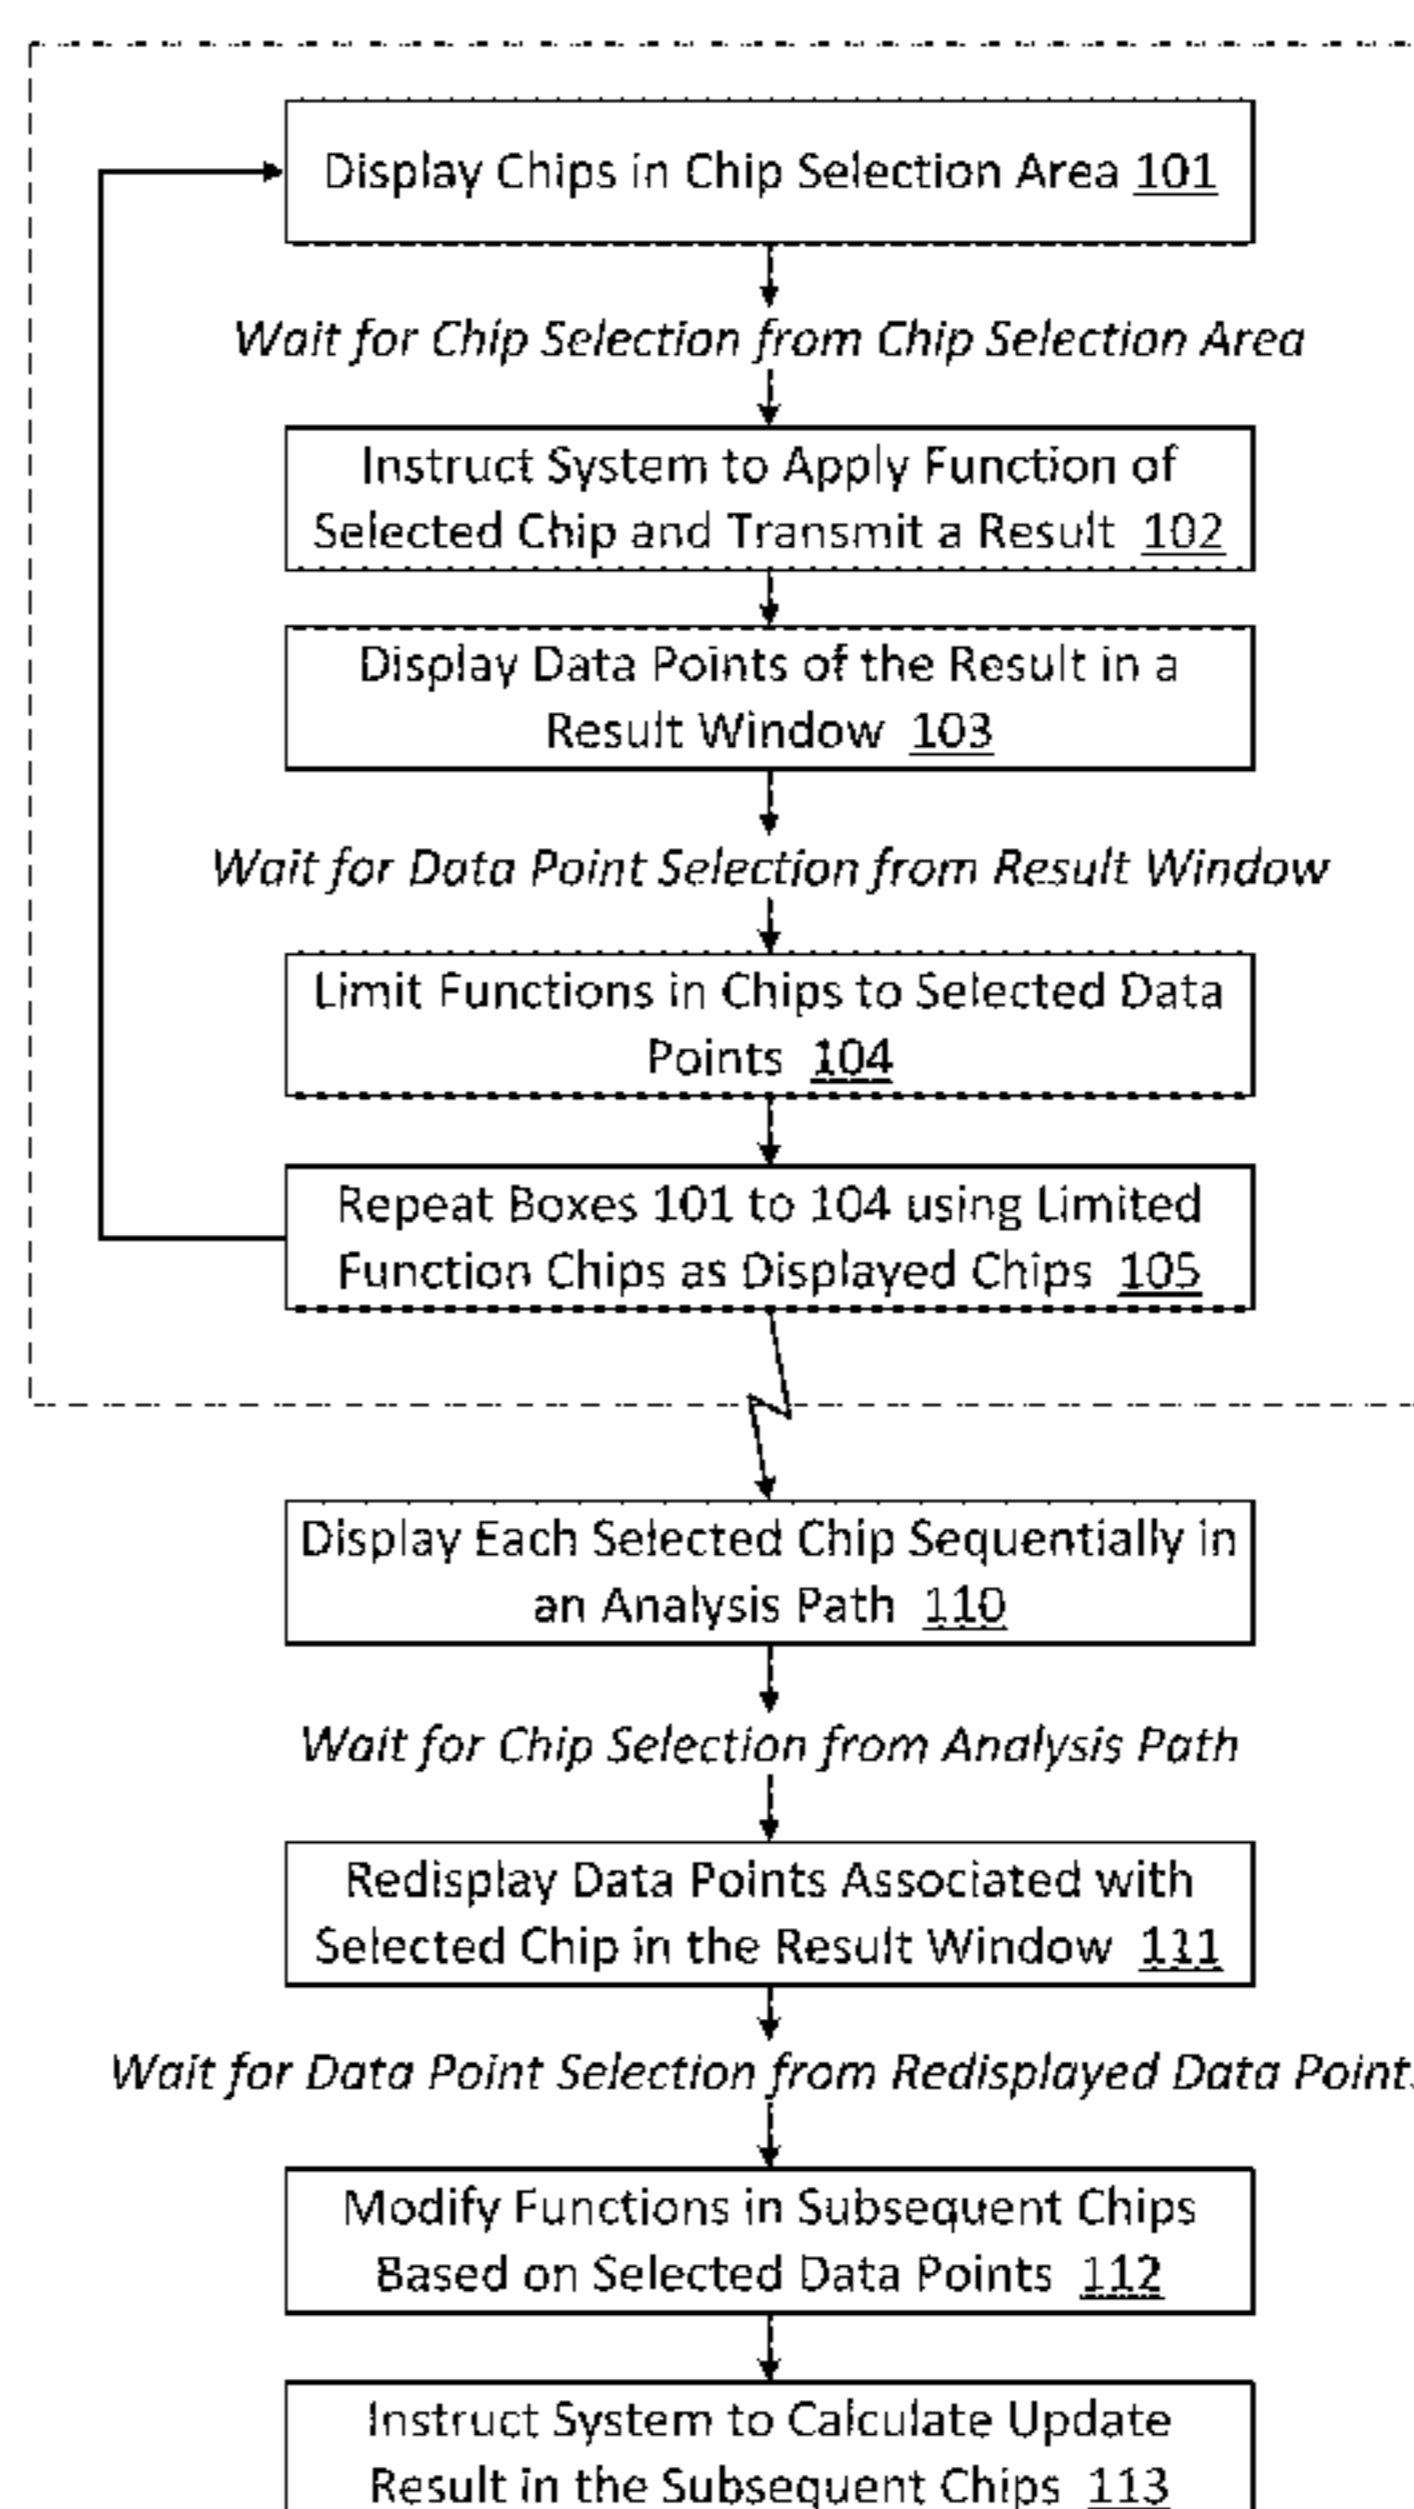 Display Chips in Chip Selection Area 101
Wait for Chip Selection from Chip Selection Area
Instruct System to Apply Function of
Selected Chip and Transmit a Result 102
Display Data Points of the Result in a
Result Window 103
Wait for Data Point Selection from Result Window
Limit Functions in Chips to Selected Data
Points 104
Repeat Boxes 101 to 104 using Limited
Function Chips as Displayed Chips 105
Display Each Selected Chip Sequentially in
an Analysis Path 110
Wait for Chip Selection from Analysis Path
Redisplay Data Points Associated with
Selected Chip in the Result Window 111
Wait for Data Point Selection from Redisplayed Data Points
Modify Functions in Subsequent Chips
Based on Selected Data Points 112
Instruct System to Calculate Update
Result in the Subsequent Chips 113